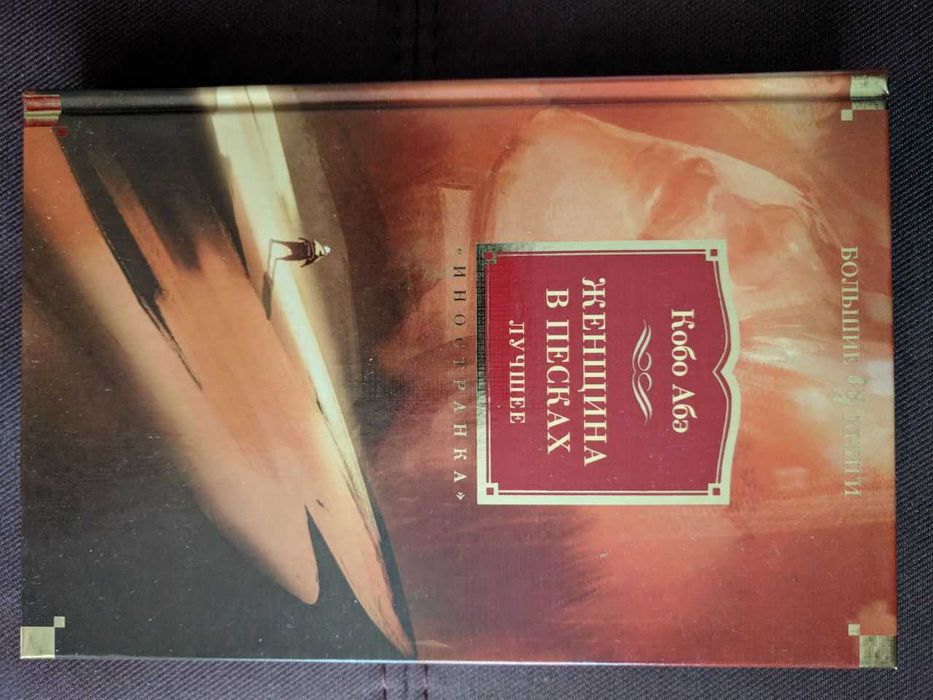 БОЛЬШИЕ КНИГИ
Кобо Абэ
ЖЕНЩИНА
В ПЕСКАХ
ЛУЧШЕЕ
«ИНОСТРАНКА»